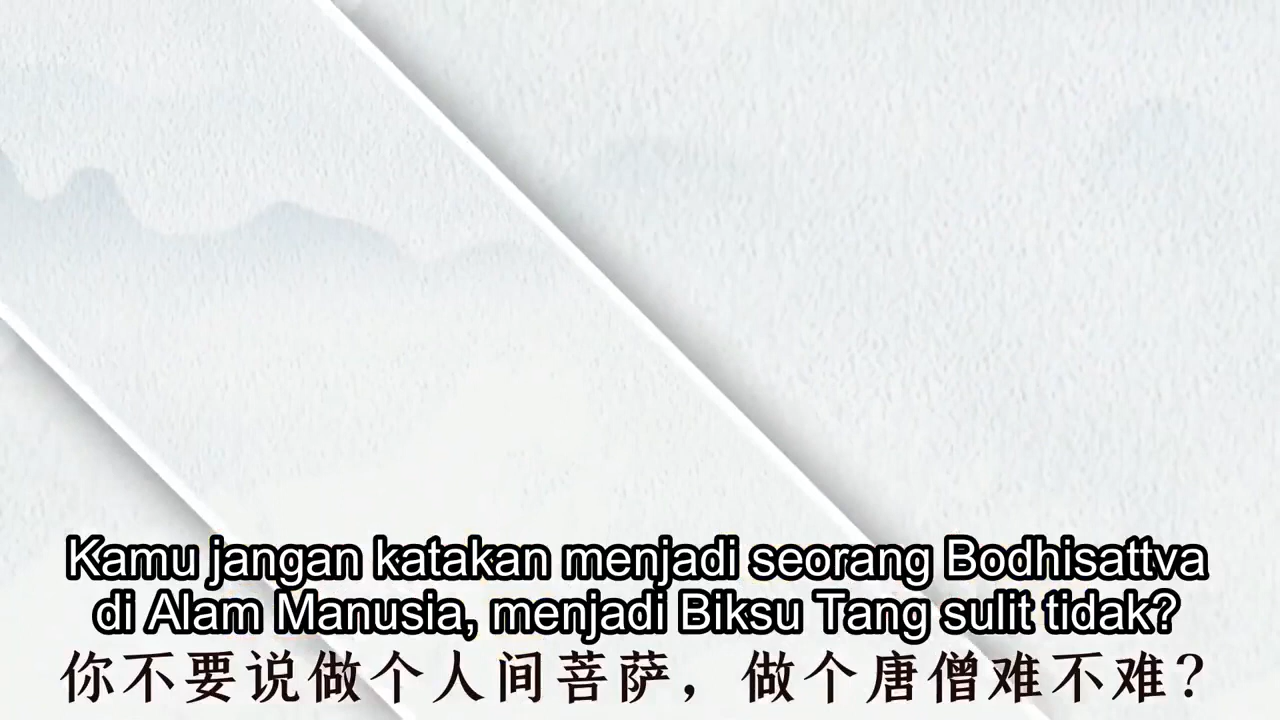 Kamu jangan katakan menjadi seorang Bodhisattva
di Alam Manusia, menjadi Biksu Tang sulit tidak?
你不要说做个人间菩萨，做个唐僧难不难？